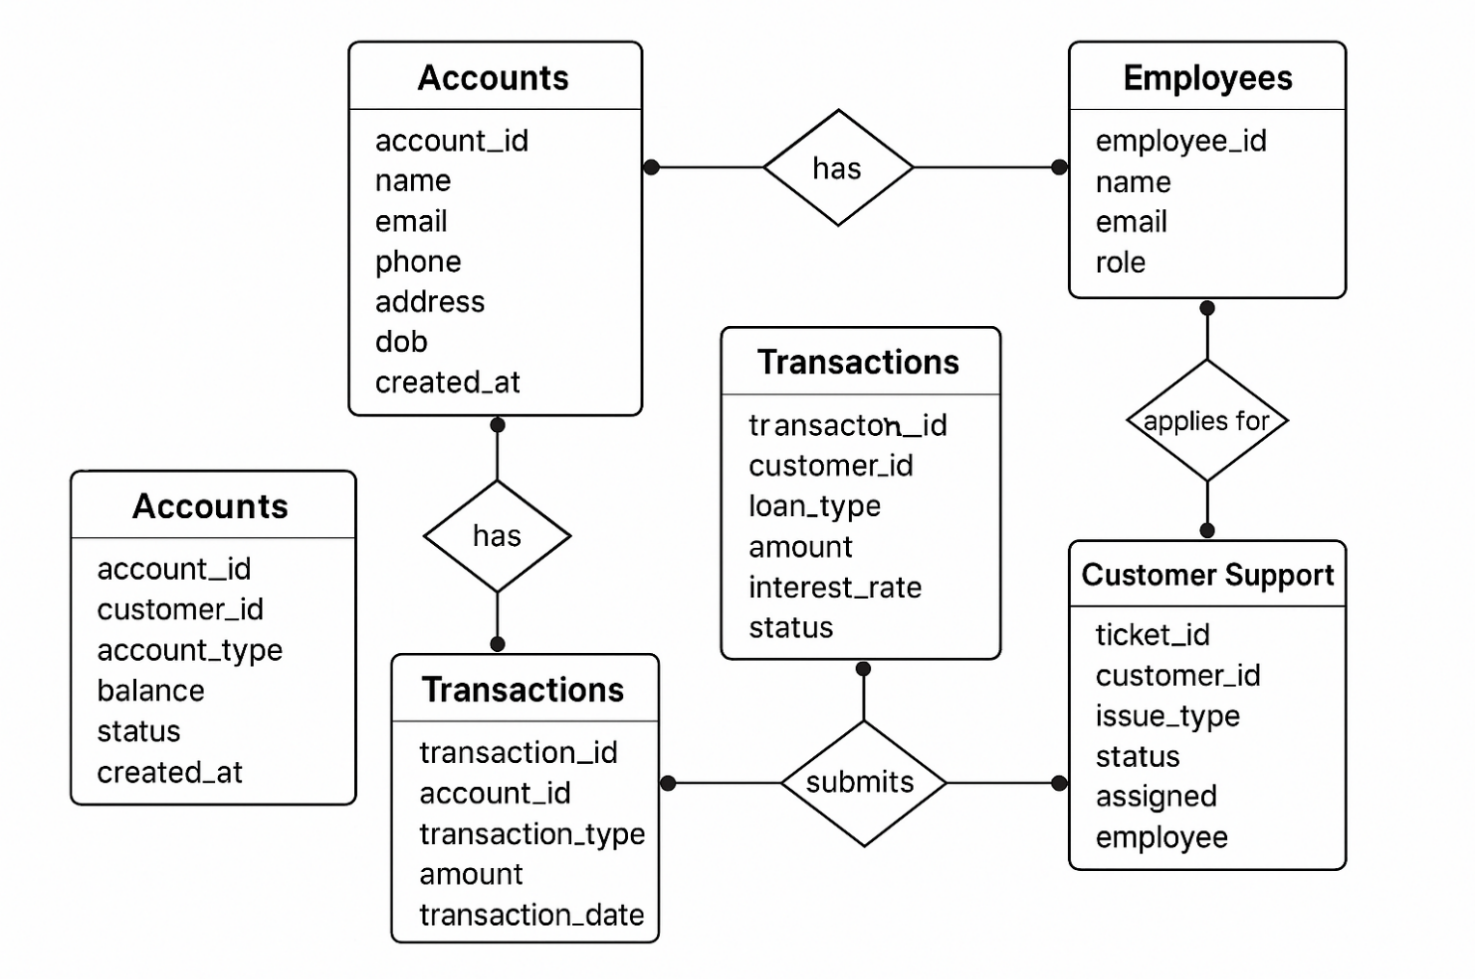 Accounts
account_id
name
email
phone
address
dob
created_at
has
Employees
employee_id
name
email
role
applies for
Transactions
transacton_id
customer_id
loan_type
amount
interest_rate
status
has
Accounts
account_id
customer_id
account_type
balance
status
created_at
Transactions
transaction_id
account_id
transaction_type
amount
transaction_date
submits
Customer Support
ticket_id
customer_id
issue_type
status
assigned
employee